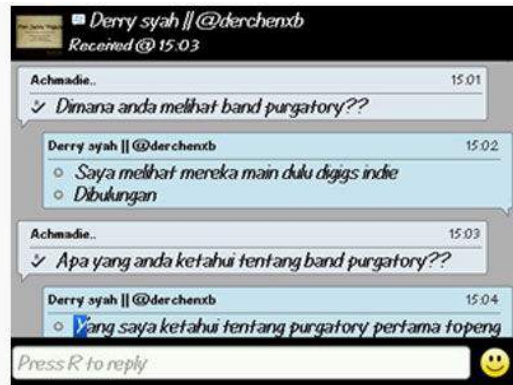 Derry syah || @derchenxb
Received @ 15:03
Achmadie.. 15:01
Dimana anda melihat band purgatory??
Derry syah || @derchenxb 15:02
Saya melihat mereka main dulu digigs indie
Dibulungan
Achmadie.. 15:03
Apa yang anda ketahui tentang band purgatory??
Derry syah || @derchenxb 15:04
Yang saya ketahui tentang purgatory pertama topeng
Press R to reply